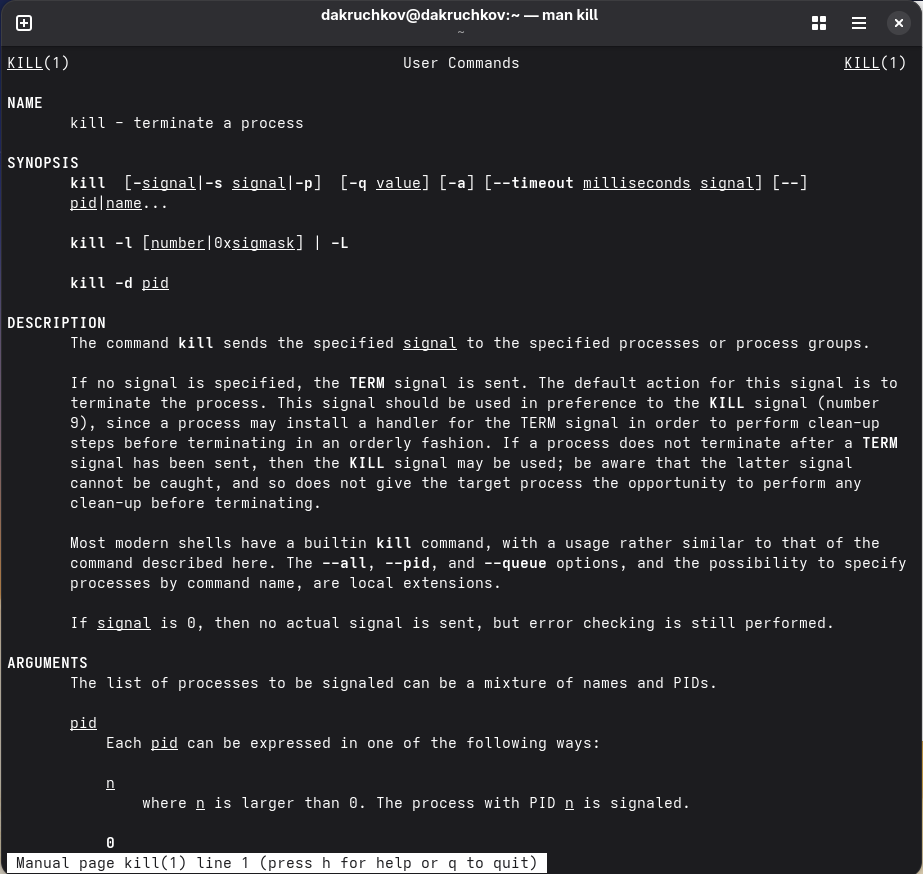 dakruchkov@dakruchkov:~ — man kill
~
KILL(1) User Commands KILL(1)
NAME
kill - terminate a process
SYNOPSIS
kill [-signal|-s signal|-p] [-q value] [-a] [--timeout milliseconds signal] [--]
pid|name...
kill -l [number|0xsigmask] | -L
kill -d pid
DESCRIPTION
The command kill sends the specified signal to the specified processes or process groups.
If no signal is specified, the TERM signal is sent. The default action for this signal is to
terminate the process. This signal should be used in preference to the KILL signal (number
9), since a process may install a handler for the TERM signal in order to perform clean-up
steps before terminating in an orderly fashion. If a process does not terminate after a TERM
signal has been sent, then the KILL signal may be used; be aware that the latter signal
cannot be caught, and so does not give the target process the opportunity to perform any
clean-up before terminating.
Most modern shells have a builtin kill command, with a usage rather similar to that of the
command described here. The --all, --pid, and --queue options, and the possibility to specify
processes by command name, are local extensions.
If signal is 0, then no actual signal is sent, but error checking is still performed.
ARGUMENTS
The list of processes to be signaled can be a mixture of names and PIDs.
pid
Each pid can be expressed in one of the following ways:
n
where n is larger than 0. The process with PID n is signaled.
0
Manual page kill(1) line 1 (press h for help or q to quit)